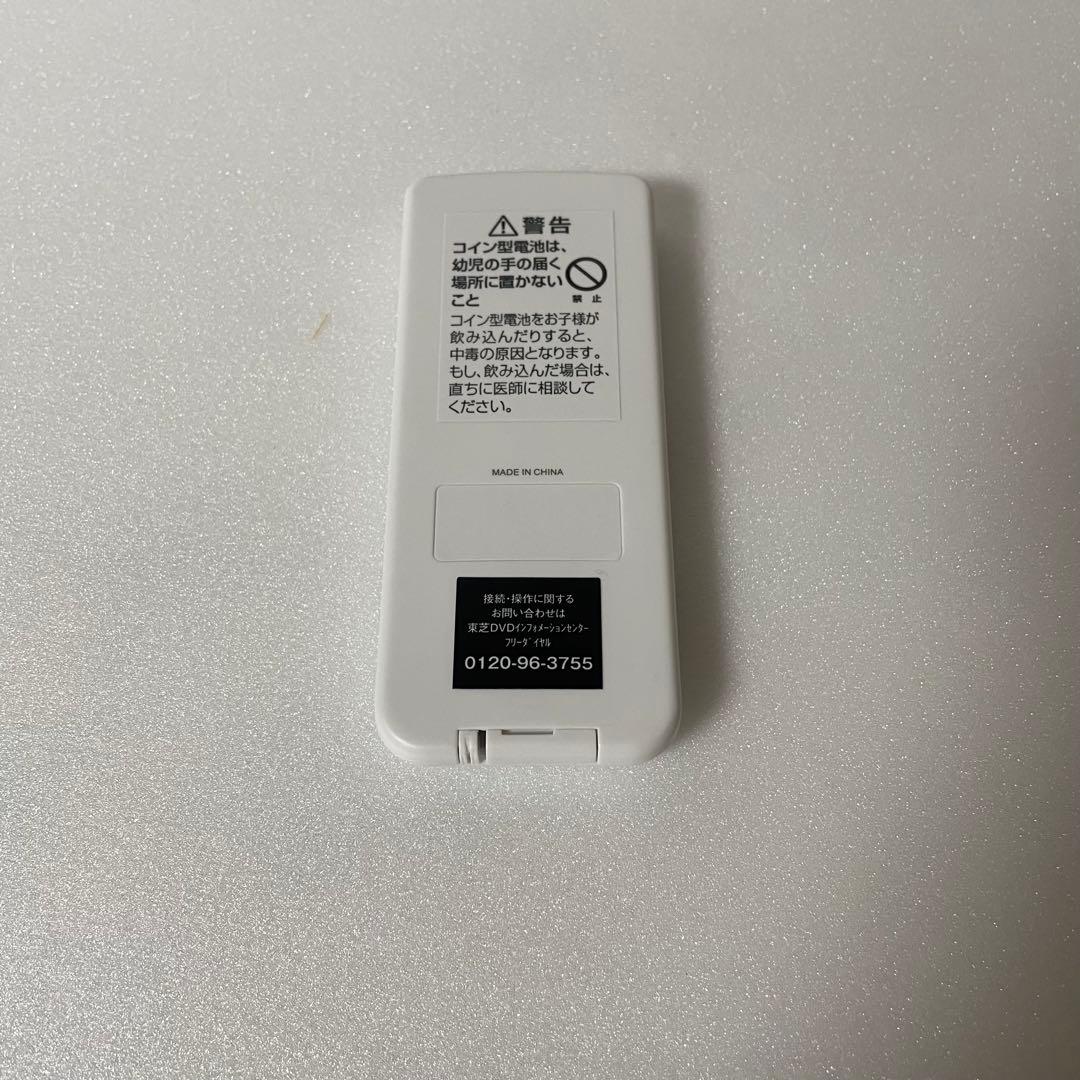 ⚠警告
コイン型電池は、
幼児の手の届く
場所に置かない
こと
禁止
コイン型電池をお子様が
飲み込んだりすると、
中毒の原因となります。
もし、飲み込んだ場合は、
直ちに医師に相談して
ください。
MADE IN CHINA
接続・操作に関する
お問い合わせは
東芝DVDインフォメーションセンター
フリーダイヤル
0120-96-3755